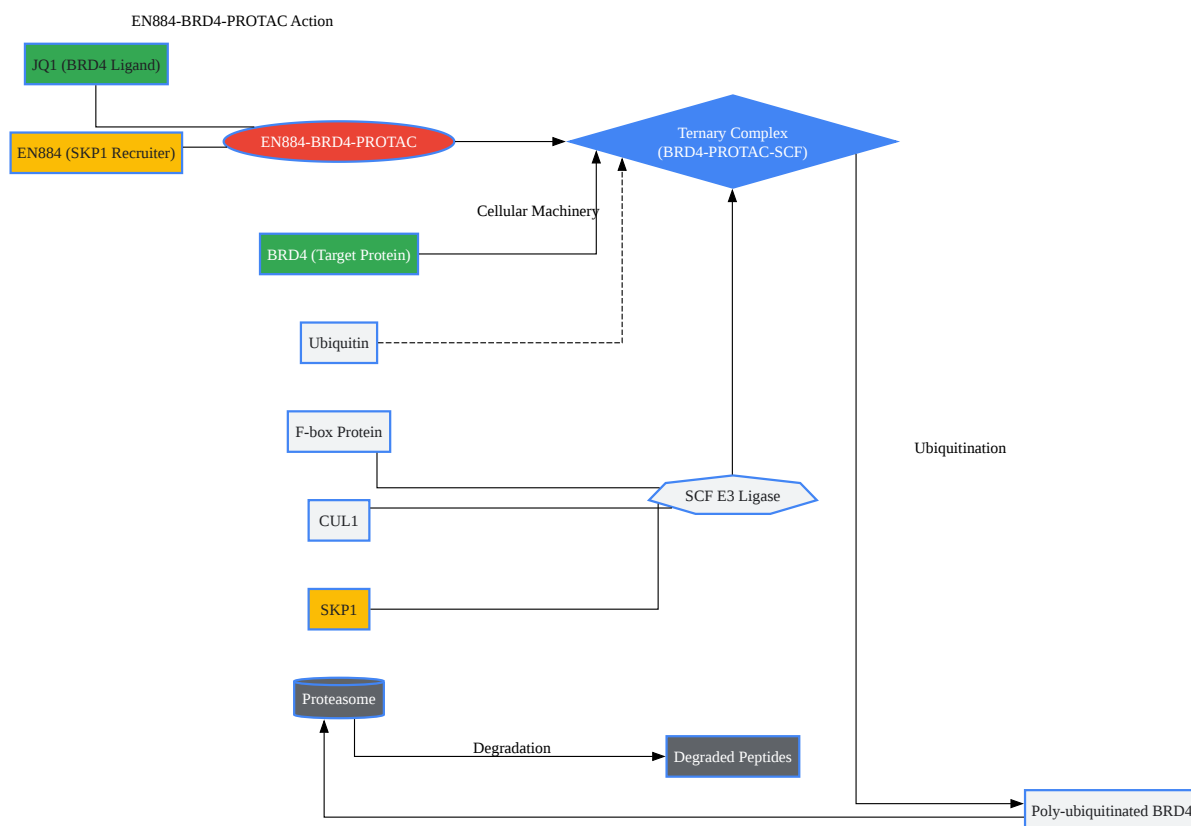 EN884-BRD4-PROTAC Action
JQ1 (BRD4 Ligand)
EN884 (SKP1 Recruiter)
EN884-BRD4-PROTAC
Ternary Complex
(BRD4-PROTAC-SCF)
Cellular Machinery
BRD4 (Target Protein)
Ubiquitin
F-box Protein
Ubiquitination
SCF E3 Ligase
CUL1
SKP1
Proteasome
Degradation
Degraded Peptides
Poly-ubiquitinated BRD4